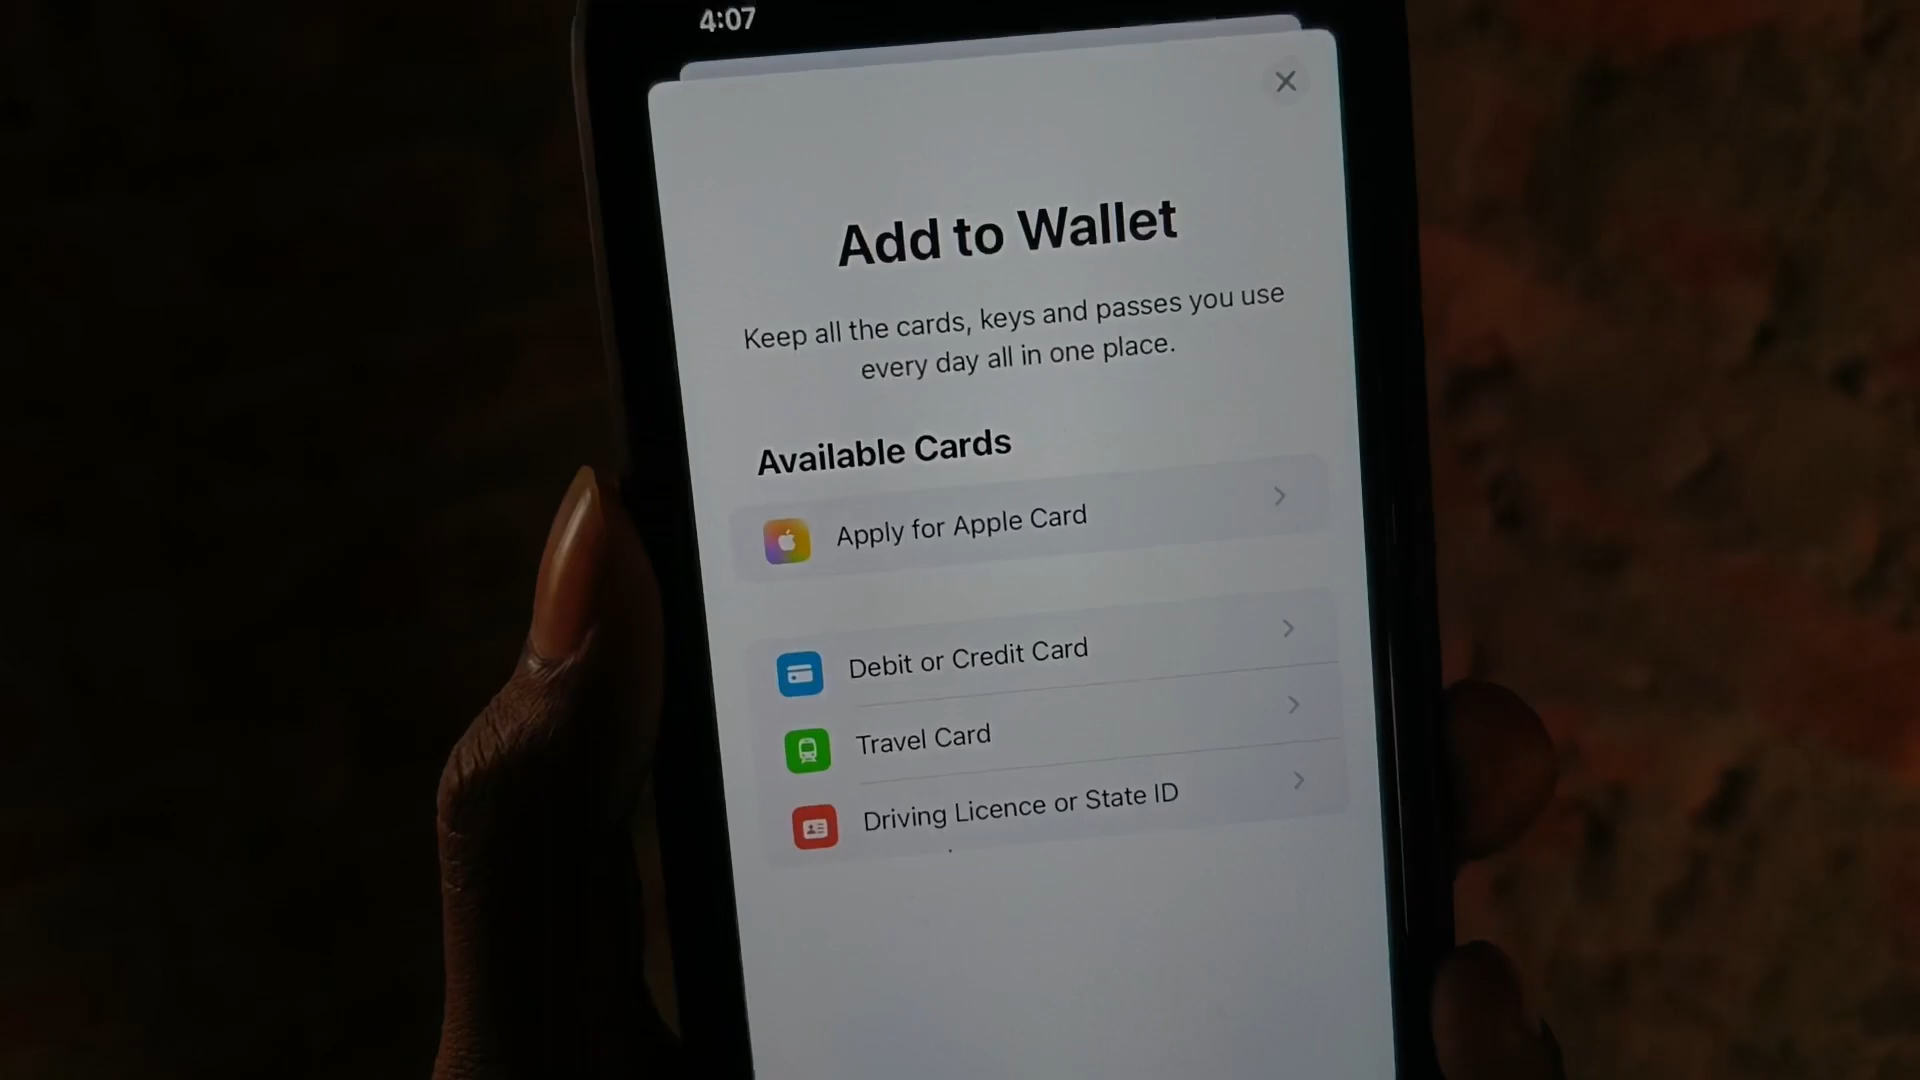 4:07
Add to Wallet
Keep all the cards, keys and passes you use
every day all in one place.
Available Cards
Apply for Apple Card
Debit or Credit Card
Travel Card
Driving Licence or State ID